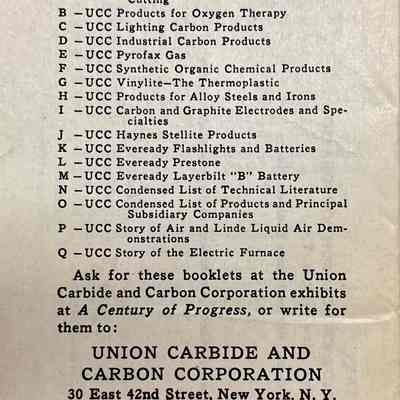 Cutting
B — UCC Products for Oxygen Therapy
C — UCC Lighting Carbon Products
D — UCC Industrial Carbon Products
E — UCC Pyrofax Gas
F — UCC Synthetic Organic Chemical Products
G — UCC Vinylite—The Thermoplastic
H — UCC Products for Alloy Steels and Irons
I — UCC Carbon and Graphite Electrodes and Spe-
cialties
J — UCC Haynes Stellite Products
K — UCC Eveready Flashlights and Batteries
L — UCC Eveready Prestone
M — UCC Eveready Layerbilt "B" Battery
N — UCC Condensed List of Technical Literature
O — UCC Condensed List of Products and Principal
Subsidiary Companies
P — UCC Story of Air and Linde Liquid Air Dem-
onstrations
Q — UCC Story of the Electric Furnace
Ask for these booklets at the Union
Carbide and Carbon Corporation exhibits
at A Century of Progress, or write for
them to:
UNION CARBIDE AND
CARBON CORPORATION
30 East 42nd Street, New York, N. Y.